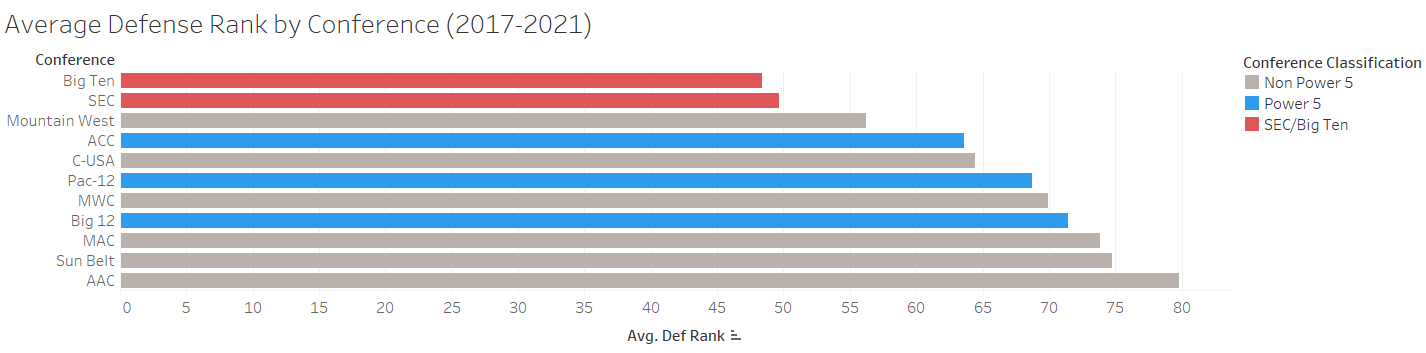 Average Defense Rank by Conference (2017-2021)
Conference
Big Ten
SEC
Mountain West
ACC
C-USA
Pac-12
MWC
Big 12
MAC
Sun Belt
AAC
0 5 10 15 20 25 30 35 40 45 50 55 60 65 70 75 80
Avg. Def Rank
Conference Classification
Non Power 5
Power 5
SEC/Big Ten